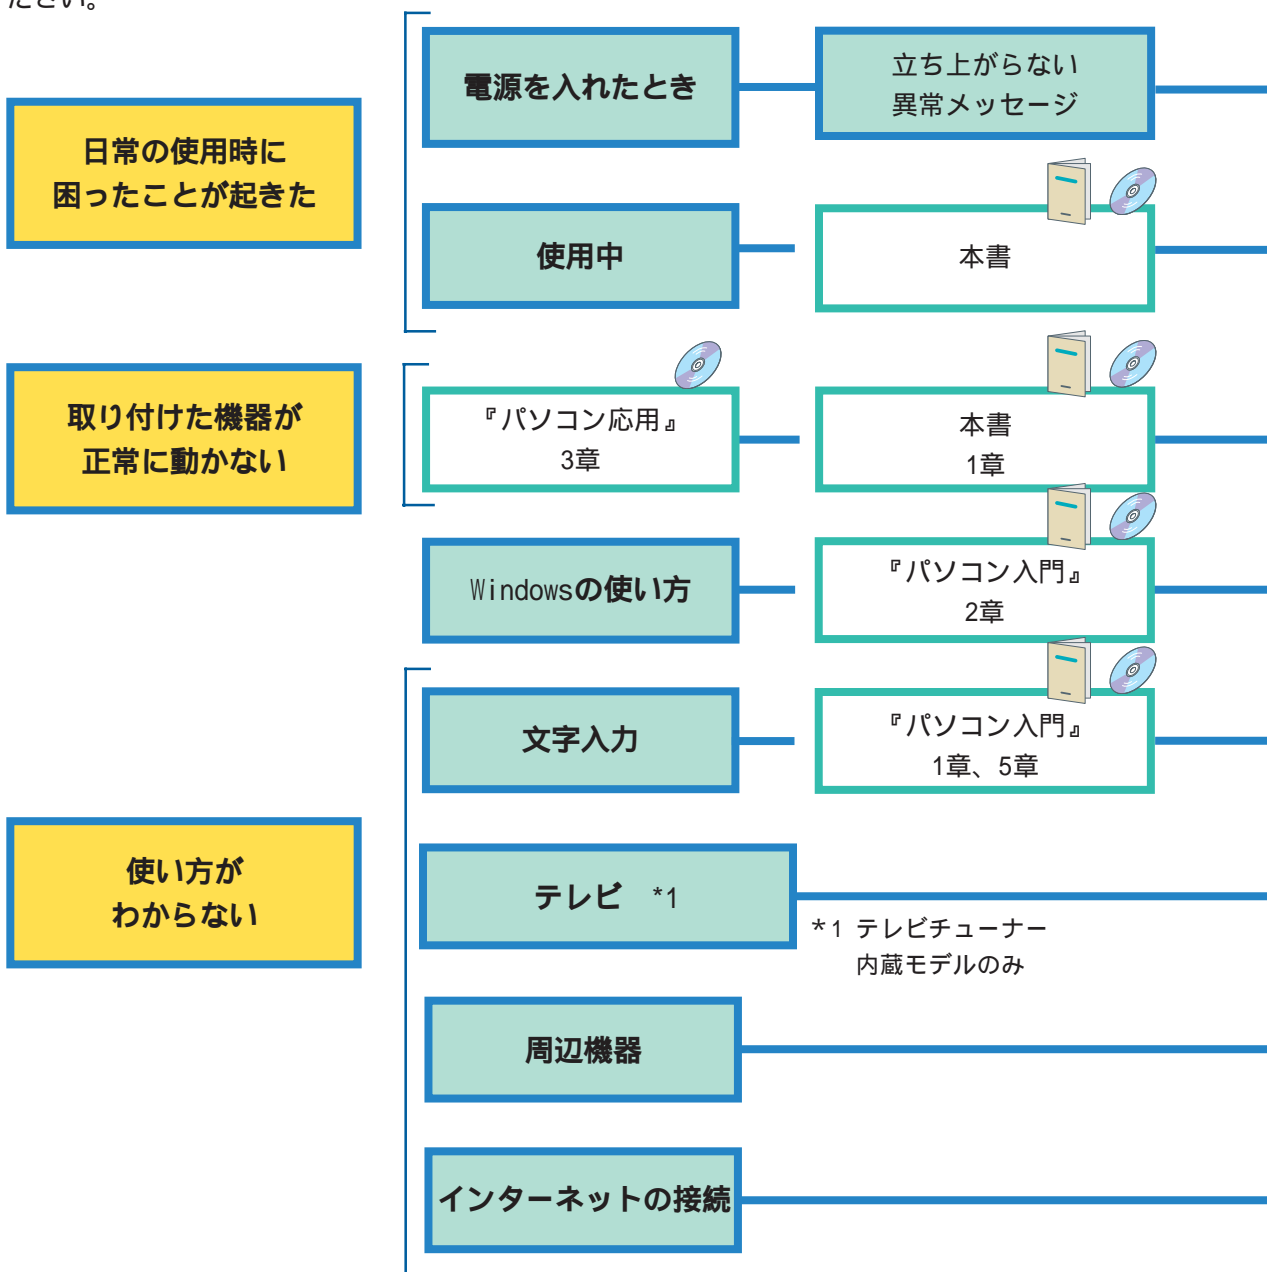 ださい。
日常の使用時に
困ったことが起きた
電源を入れたとき
立ち上がらない
異常メッセージ
使用中
本書
取り付けた機器が
正常に動かない
『パソコン応用』
3章
本書
1章
Windowsの使い方
『パソコン入門』
2章
使い方が
わからない
文字入力
『パソコン入門』
1章、5章
テレビ *1
*1 テレビチューナー
内蔵モデルのみ
周辺機器
インターネットの接続